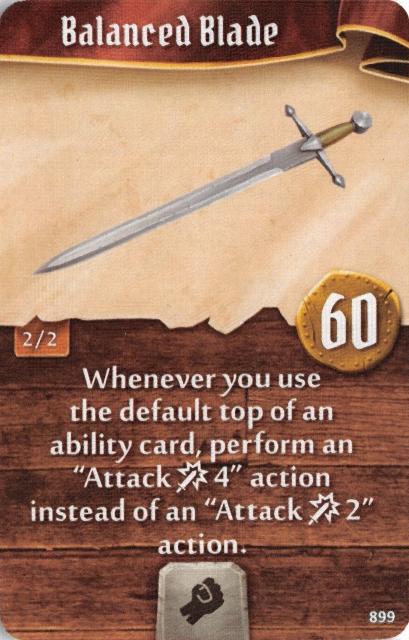 Balanced Blade
60
2/2
Whenever you use
the default top of an
ability card, perform an
“Attack 4” action
instead of an “Attack 2”
action.
899